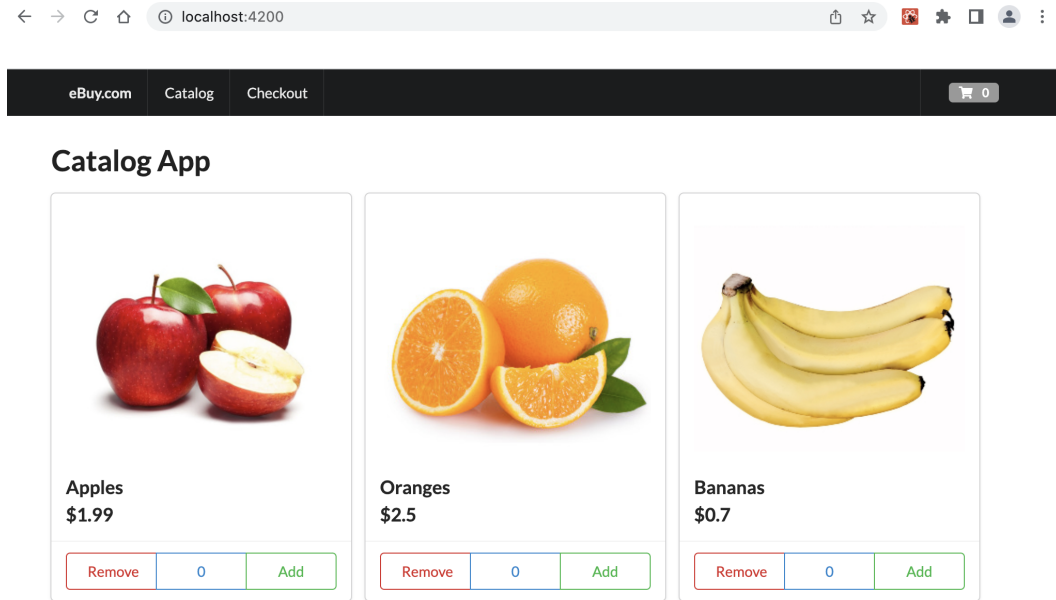 localhost:4200
eBuy.com Catalog Checkout 0
Catalog App
Apples
$1.99
Remove 0 Add
Oranges
$2.5
Remove 0 Add
Bananas
$0.7
Remove 0 Add